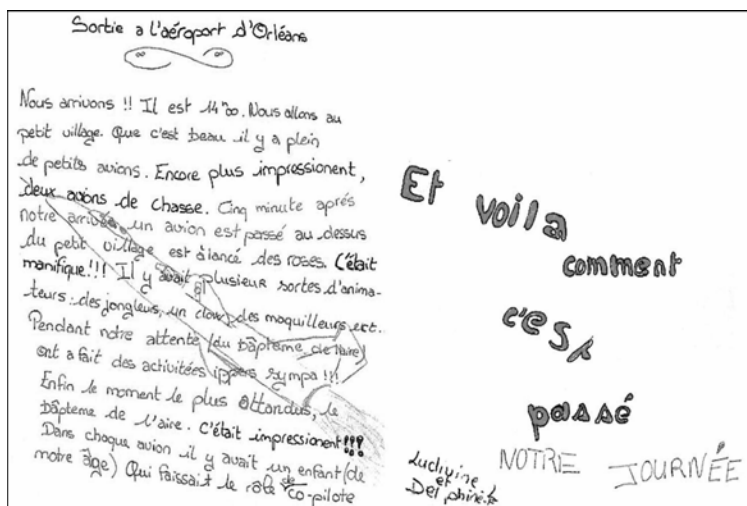 Sortie a l'aéroport d'Orléans
Nous arrivons !! Il est 14h00. Nous allons au
petit village. Que c'est beau il y a plein
de petits avions. Encore plus impressionent,
deux avions de chasse. Cinq minute aprés
notre arrivée un avion est passé au dessus
du petit village est à lancé des roses. C'était
manifique!!! Il y avait plusieur sortes d'anima-
teurs: des jongleurs, un clown, des maquilleurs ect.
Pendant notre attente (du bâpteme de l'aire)
ont a fait des activitées ippers sympa !!!
Enfin le moment le plus attandus, le
bâpteme de l'aire. C'était impressionent!!!
Dans chaque avion il y avait un enfant (de
notre âge) Qui faissait le rôle de co-pilote
Et voila
comment
c'est
passé
NOTRE JOURNÉE
Ludivine
et
Delphine